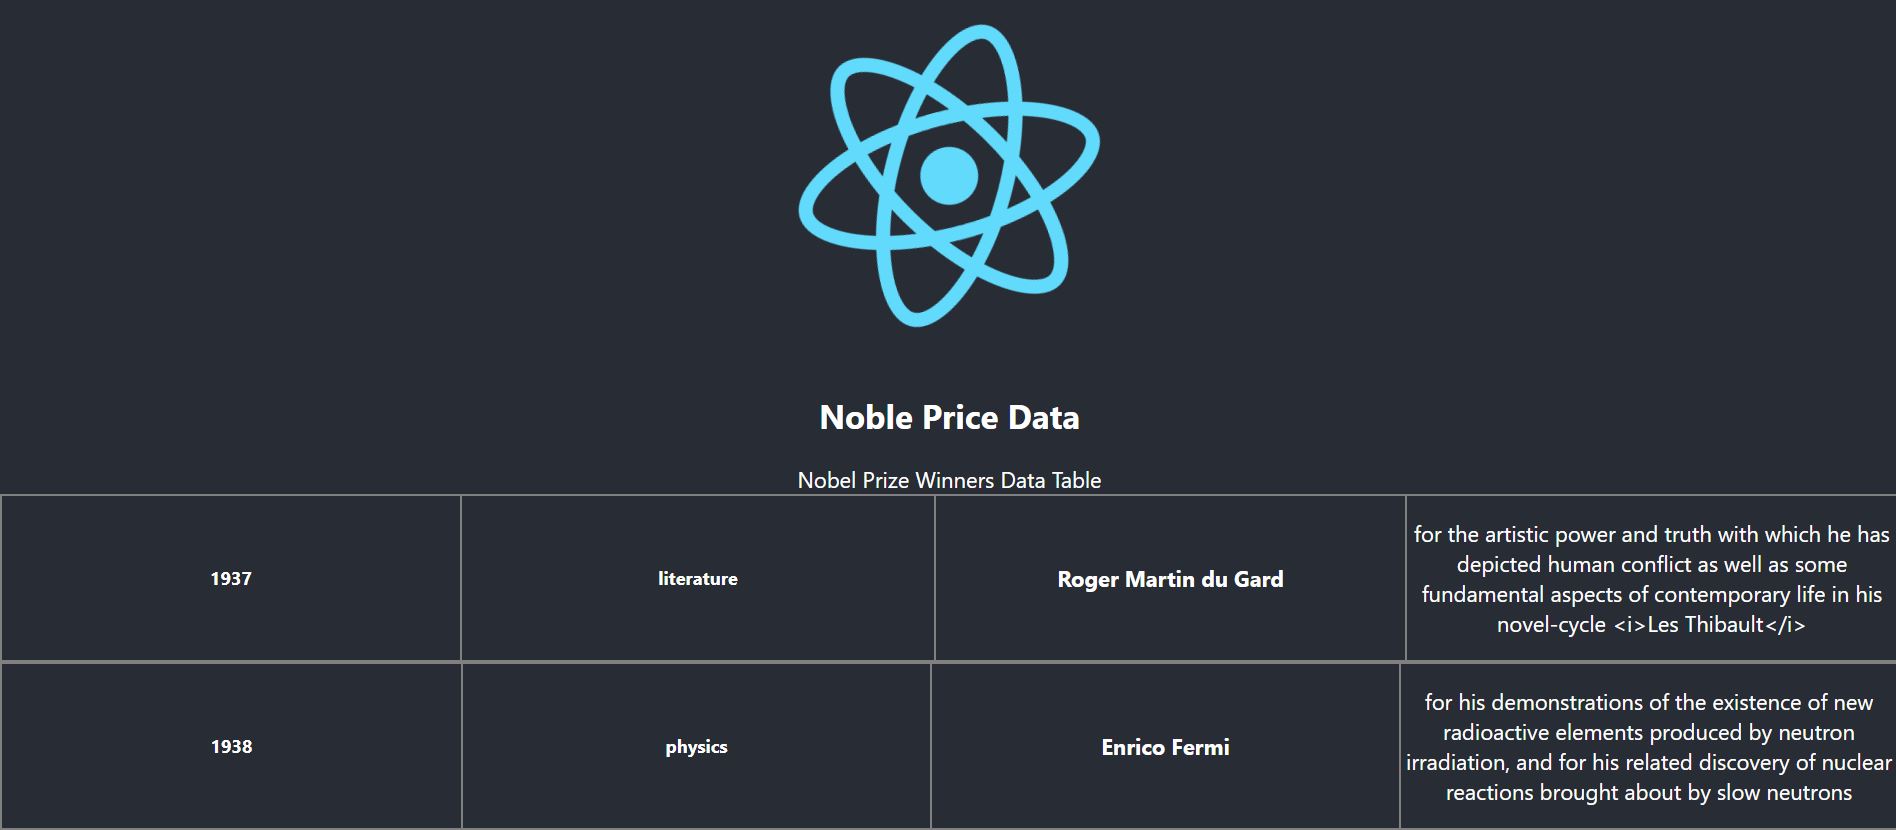 Noble Price Data
Nobel Prize Winners Data Table
1937
literature
Roger Martin du Gard
for the artistic power and truth with which he has
depicted human conflict as well as some
fundamental aspects of contemporary life in his
novel-cycle <i>Les Thibault</i>
1938
physics
Enrico Fermi
for his demonstrations of the existence of new
radioactive elements produced by neutron
irradiation, and for his related discovery of nuclear
reactions brought about by slow neutrons